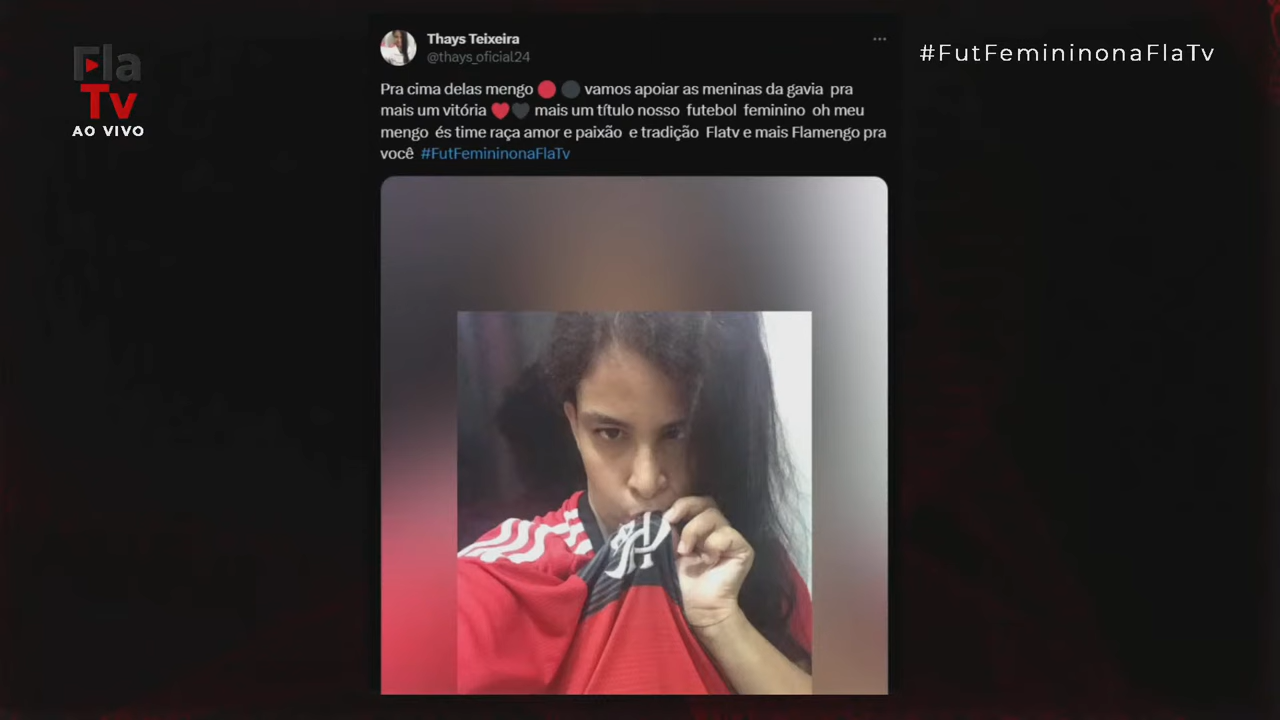 Fla
Tv
AO VIVO
#FutFemininonaFlaTv
Thays Teixeira
@thays_oficial24
Pra cima delas mengo 🔴⚫ vamos apoiar as meninas da gavia pra
mais um vitória ❤️🖤 mais um título nosso futebol feminino oh meu
mengo és time raça amor e paixão e tradição Flatv e mais Flamengo pra
você #FutFemininonaFlaTv